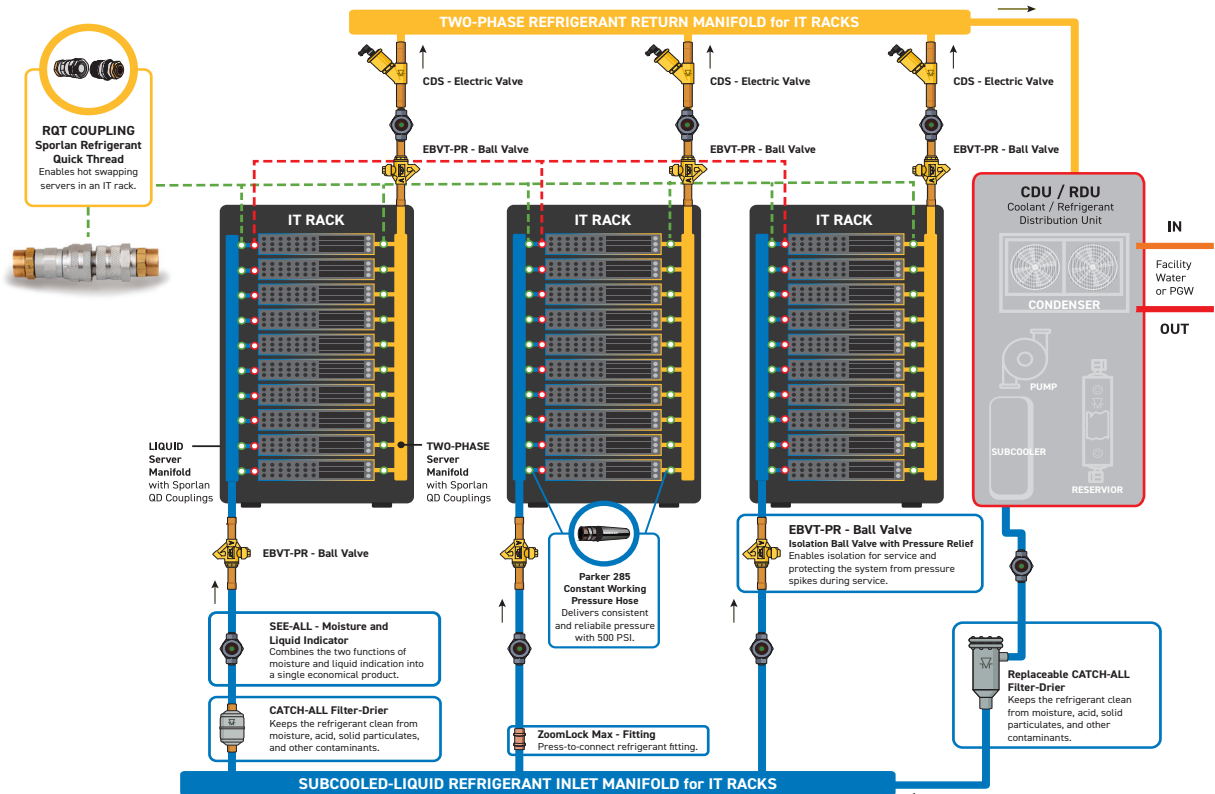 TWO-PHASE REFRIGERANT RETURN MANIFOLD for IT RACKS
CDS - Electric Valve
CDS - Electric Valve
CDS - Electric Valve
RQT COUPLING
Sporlan Refrigerant
Quick Thread
Enables hot swapping
servers in an IT rack.
EBVT-PR - Ball Valve
EBVT-PR - Ball Valve
EBVT-PR - Ball Valve
IT RACK
IT RACK
IT RACK
CDU / RDU
Coolant / Refrigerant
Distribution Unit
CONDENSER
PUMP
SUBCOOLER
RESERVIOR
IN
Facility
Water
or PGW
OUT
LIQUID
Server
Manifold
with Sporlan
QD Couplings
TWO-PHASE
Server
Manifold
with Sporlan
QD Couplings
EBVT-PR - Ball Valve
Parker 285
Constant Working
Pressure Hose
Delivers consistent
and reliabile pressure
with 500 PSI.
EBVT-PR - Ball Valve
Isolation Ball Valve with Pressure Relief
Enables isolation for service and
protecting the system from pressure
spikes during service.
SEE-ALL - Moisture and
Liquid Indicator
Combines the two functions of
moisture and liquid indication into
a single economical product.
CATCH-ALL Filter-Drier
Keeps the refrigerant clean from
moisture, acid, solid particulates,
and other contaminants.
ZoomLock Max - Fitting
Press-to-connect refrigerant fitting.
Replaceable CATCH-ALL
Filter-Drier
Keeps the refrigerant clean
from moisture, acid, solid
particulates, and other
contaminants.
SUBCOOLED-LIQUID REFRIGERANT INLET MANIFOLD for IT RACKS